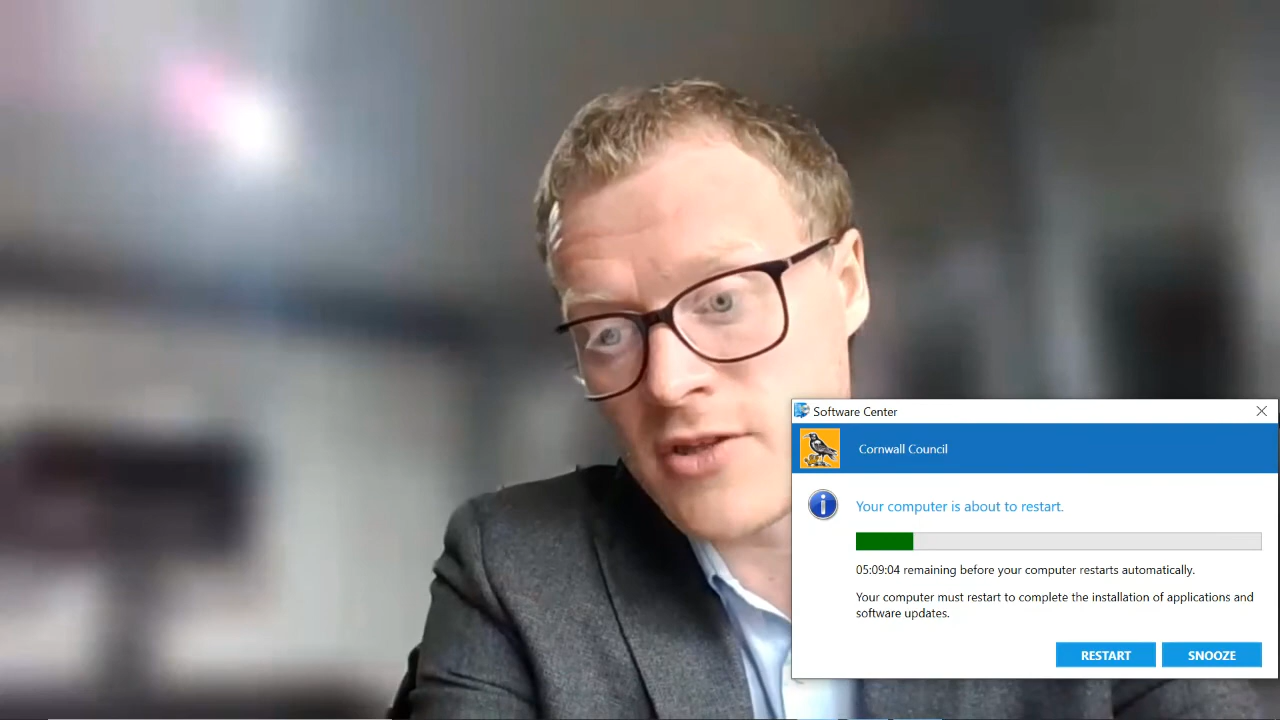 Software Center
Cornwall Council
Your computer is about to restart.
05:09:04 remaining before your computer restarts automatically.
Your computer must restart to complete the installation of applications and
software updates.
RESTART SNOOZE